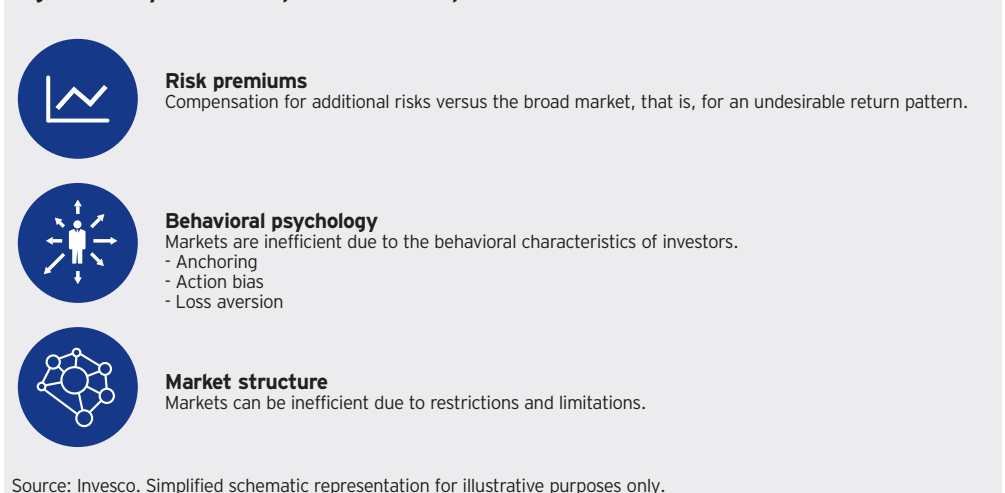 Risk premiums
Compensation for additional risks versus the broad market, that is, for an undesirable return pattern.
Behavioral psychology
Markets are inefficient due to the behavioral characteristics of investors.
- Anchoring
- Action bias
- Loss aversion
Market structure
Markets can be inefficient due to restrictions and limitations.
Source: Invesco. Simplified schematic representation for illustrative purposes only.